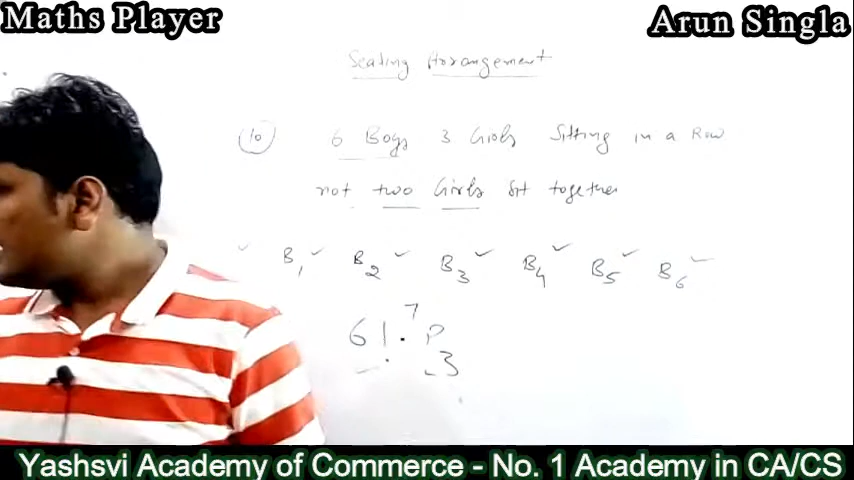 Maths Player
Arun Singla
Seating Arrangement
10 6 Boys 3 Girls Sitting in a Row
not two Girls Sit together
✓ B1 ✓ B2 ✓ B3 ✓ B4 ✓ B5 ✓ B6 ✓
6! . 7P3
Yashsvi Academy of Commerce - No. 1 Academy in CA/CS